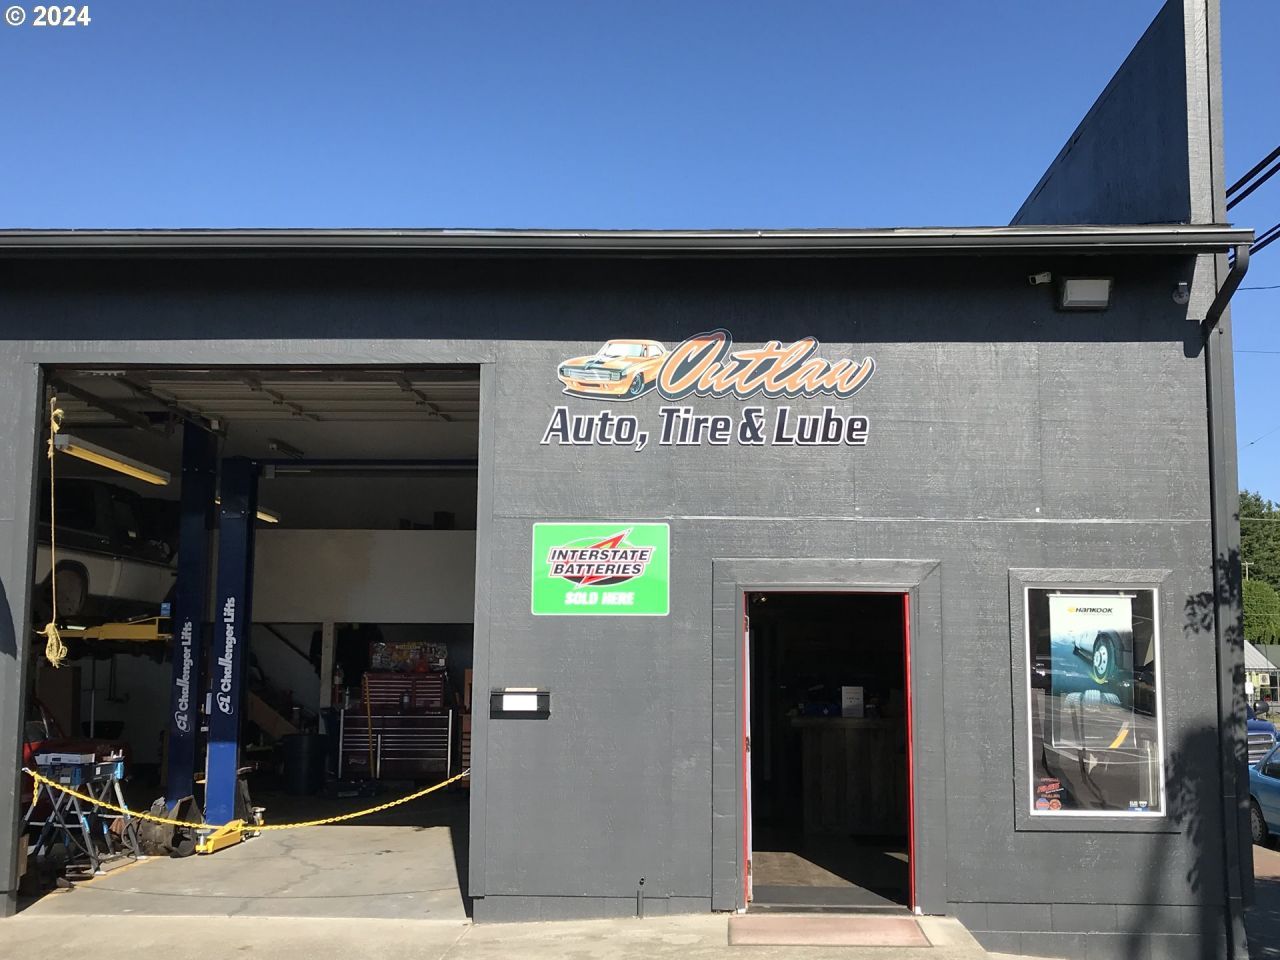 © 2024
Outlaw
Auto, Tire & Lube
INTERSTATE
BATTERIES
SOLD HERE
Challenger Lifts
Challenger Lifts
HANKOOK